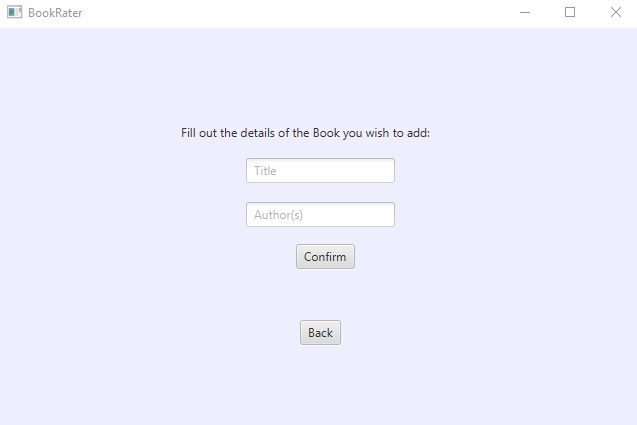 BookRater
Fill out the details of the Book you wish to add:
Title
Author(s)
Confirm
Back